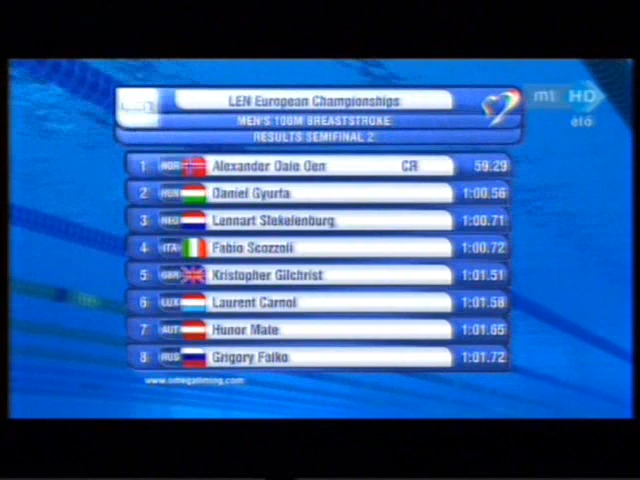 LEN European Championships
m1 HD
MEN'S 100M BREASTSTROKE
élő
RESULTS SEMIFINAL 2
1 NOR Alexander Dale Oen CR 59.29
2 HUN Daniel Gyurta 1:00.56
3 NED Lennart Stekelenburg 1:00.71
4 ITA Fabio Scozzoli 1:00.72
5 GBR Kristopher Gilchrist 1:01.51
6 LUX Laurent Carnol 1:01.58
7 AUT Hunor Mate 1:01.65
8 RUS Grigory Falko 1:01.72
www.omegatiming.com